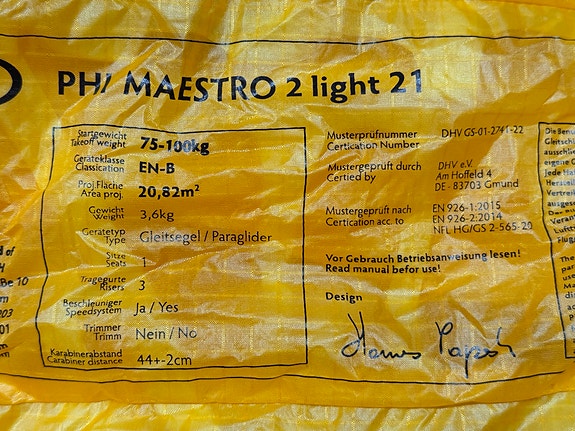 PHI MAESTRO 2 light 21
Startgewicht
Takeoff weight
75-100kg
Geräteklasse
Classication
EN-B
Proj.Fläche
Area proj.
20,82m²
Gewicht
Weight
3,6kg
Gerätetyp
Type
Gleitsegel / Paraglider
Sitze
Seats
1
Tragegurte
Risers
3
Beschleuniger
Speedsystem
Ja / Yes
Trimmer
Trimm
Nein / No
Karabinerabstand
Carabiner distance
44+-2cm
Musterprüfnummer
Certication Number
DHV GS-01-2741-22
Mustergeprüft durch
Certied by
DHV e.V.
Am Hoffeld 4
DE - 83703 Gmund
Mustergeprüft nach
Certication acc. to
EN 926-1:2015
EN 926-2:2014
NFL HG/GS 2-565-20
Vor Gebrauch Betriebsanweisung lesen!
Read manual befor use!
Design